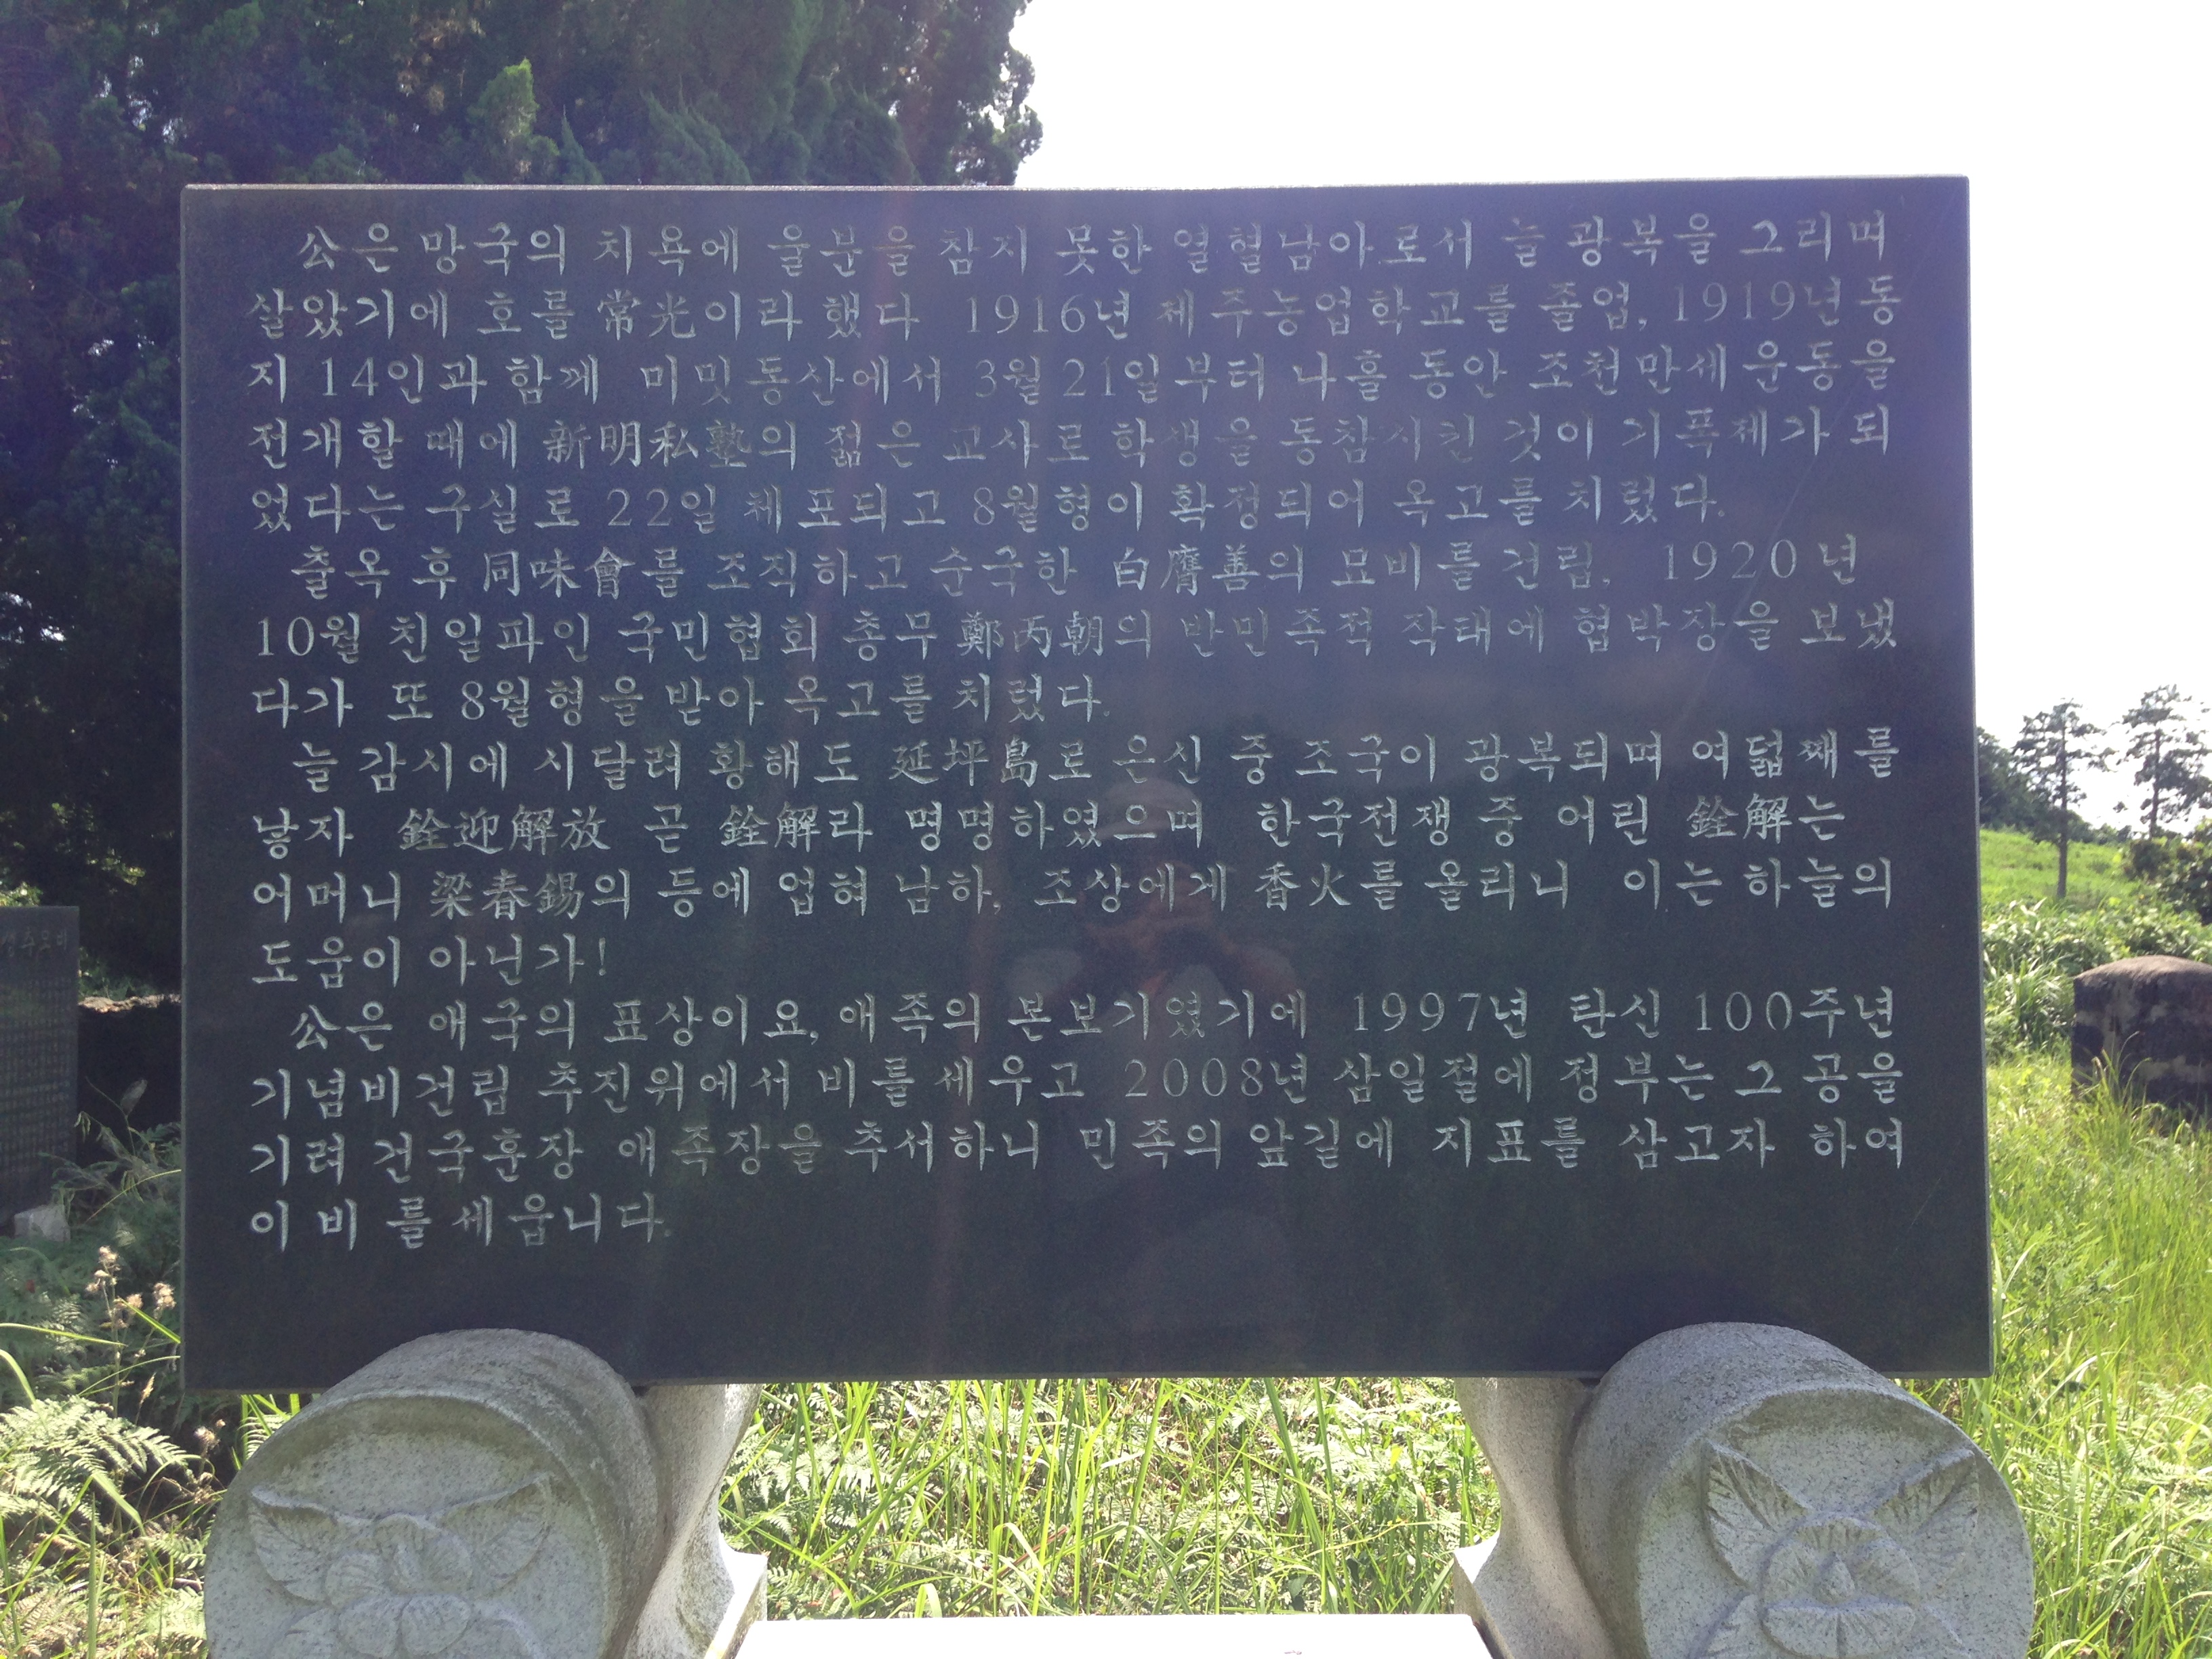 公은 망국의 치욕에 울분을 참지 못한 열혈남아로서 늘 광복을 그리며
살았기에 호를 常光이라 했다 1916년 제주농업학교를 졸업, 1919년 동
지 14인과 함께 미밋동산에서 3월 21일부터 나흘 동안 조천만세운동을
전개할 때에 新明私塾의 젊은 교사로 학생을 동참시킨 것이 기폭제가 되
었다는 구실로 22일 체포되고 8월형이 확정되어 옥고를 치렀다.
출옥 후 同味會를 조직하고 순국한 白膺善의 묘비를 건립, 1920년
10월 친일파인 국민협회 총무 鄭丙朝의 반민족적 작태에 협박장을 보냈
다가 또 8월형을 받아 옥고를 치렀다.
늘 감시에 시달려 황해도 延坪島로 은신 중 조국이 광복되며 여덟째를
낳자 銓迎解放 곧 銓解라 명명하였으며 한국전쟁 중 어린 銓解는
어머니 梁春錫의 등에 업혀 남하, 조상에게 香火를 올리니 이는 하늘의
도움이 아닌가!
公은 애국의 표상이요, 애족의 본보기였기에 1997년 탄신 100주년
기념비건립 추진위에서 비를 세우고 2008년 삼일절에 정부는 그 공을
기려 건국훈장 애족장을 추서하니 민족의 앞길에 지표를 삼고자 하여
이 비를 세웁니다.